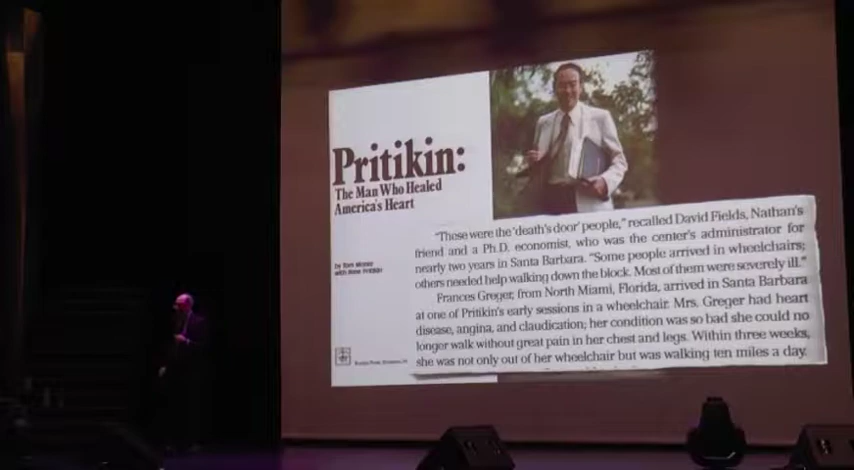 Pritikin:
The Man Who Healed
America's Heart
"These were the 'death's door' people," recalled David Fields, Nathan's
friend and a Ph.D. economist, who was the center's administrator for
nearly two years in Santa Barbara. "Some people arrived in wheelchairs;
others needed help walking down the block. Most of them were severely ill."
Frances Greger, from North Miami, Florida, arrived in Santa Barbara
at one of Pritikin's early sessions in a wheelchair. Mrs. Greger had heart
disease, angina, and claudication; her condition was so bad she could no
longer walk without great pain in her chest and legs. Within three weeks,
she was not only out of her wheelchair but was walking ten miles a day.
by Tom
with